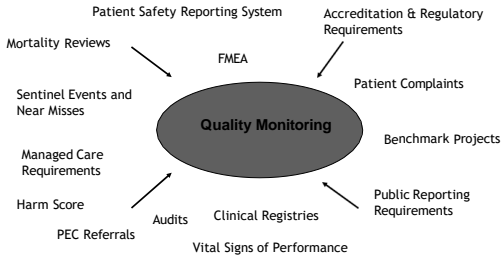 Patient Safety Reporting System
Accreditation & Regulatory
Requirements
Mortality Reviews
FMEA
Patient Complaints
Sentinel Events and
Near Misses
Quality Monitoring
Benchmark Projects
Managed Care
Requirements
Public Reporting
Requirements
Harm Score
Audits
Clinical Registries
PEC Referrals
Vital Signs of Performance